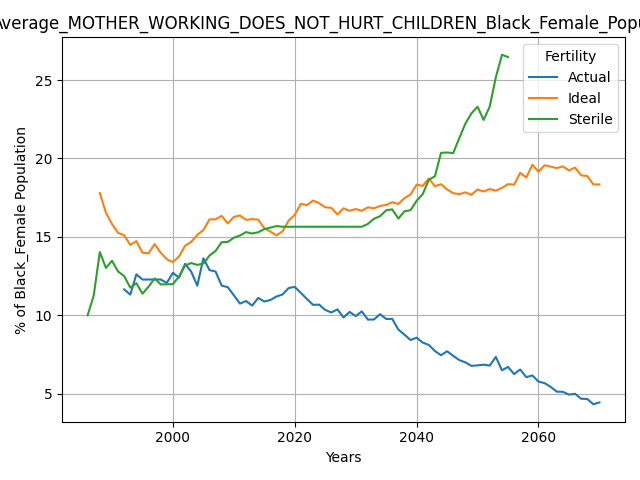 Average_MOTHER_WORKING_DOES_NOT_HURT_CHILDREN_Black_Female_Popu
Fertility
Actual
Ideal
Sterile
% of Black_Female Population
25
20
15
10
5
2000
2020
2040
2060
Years